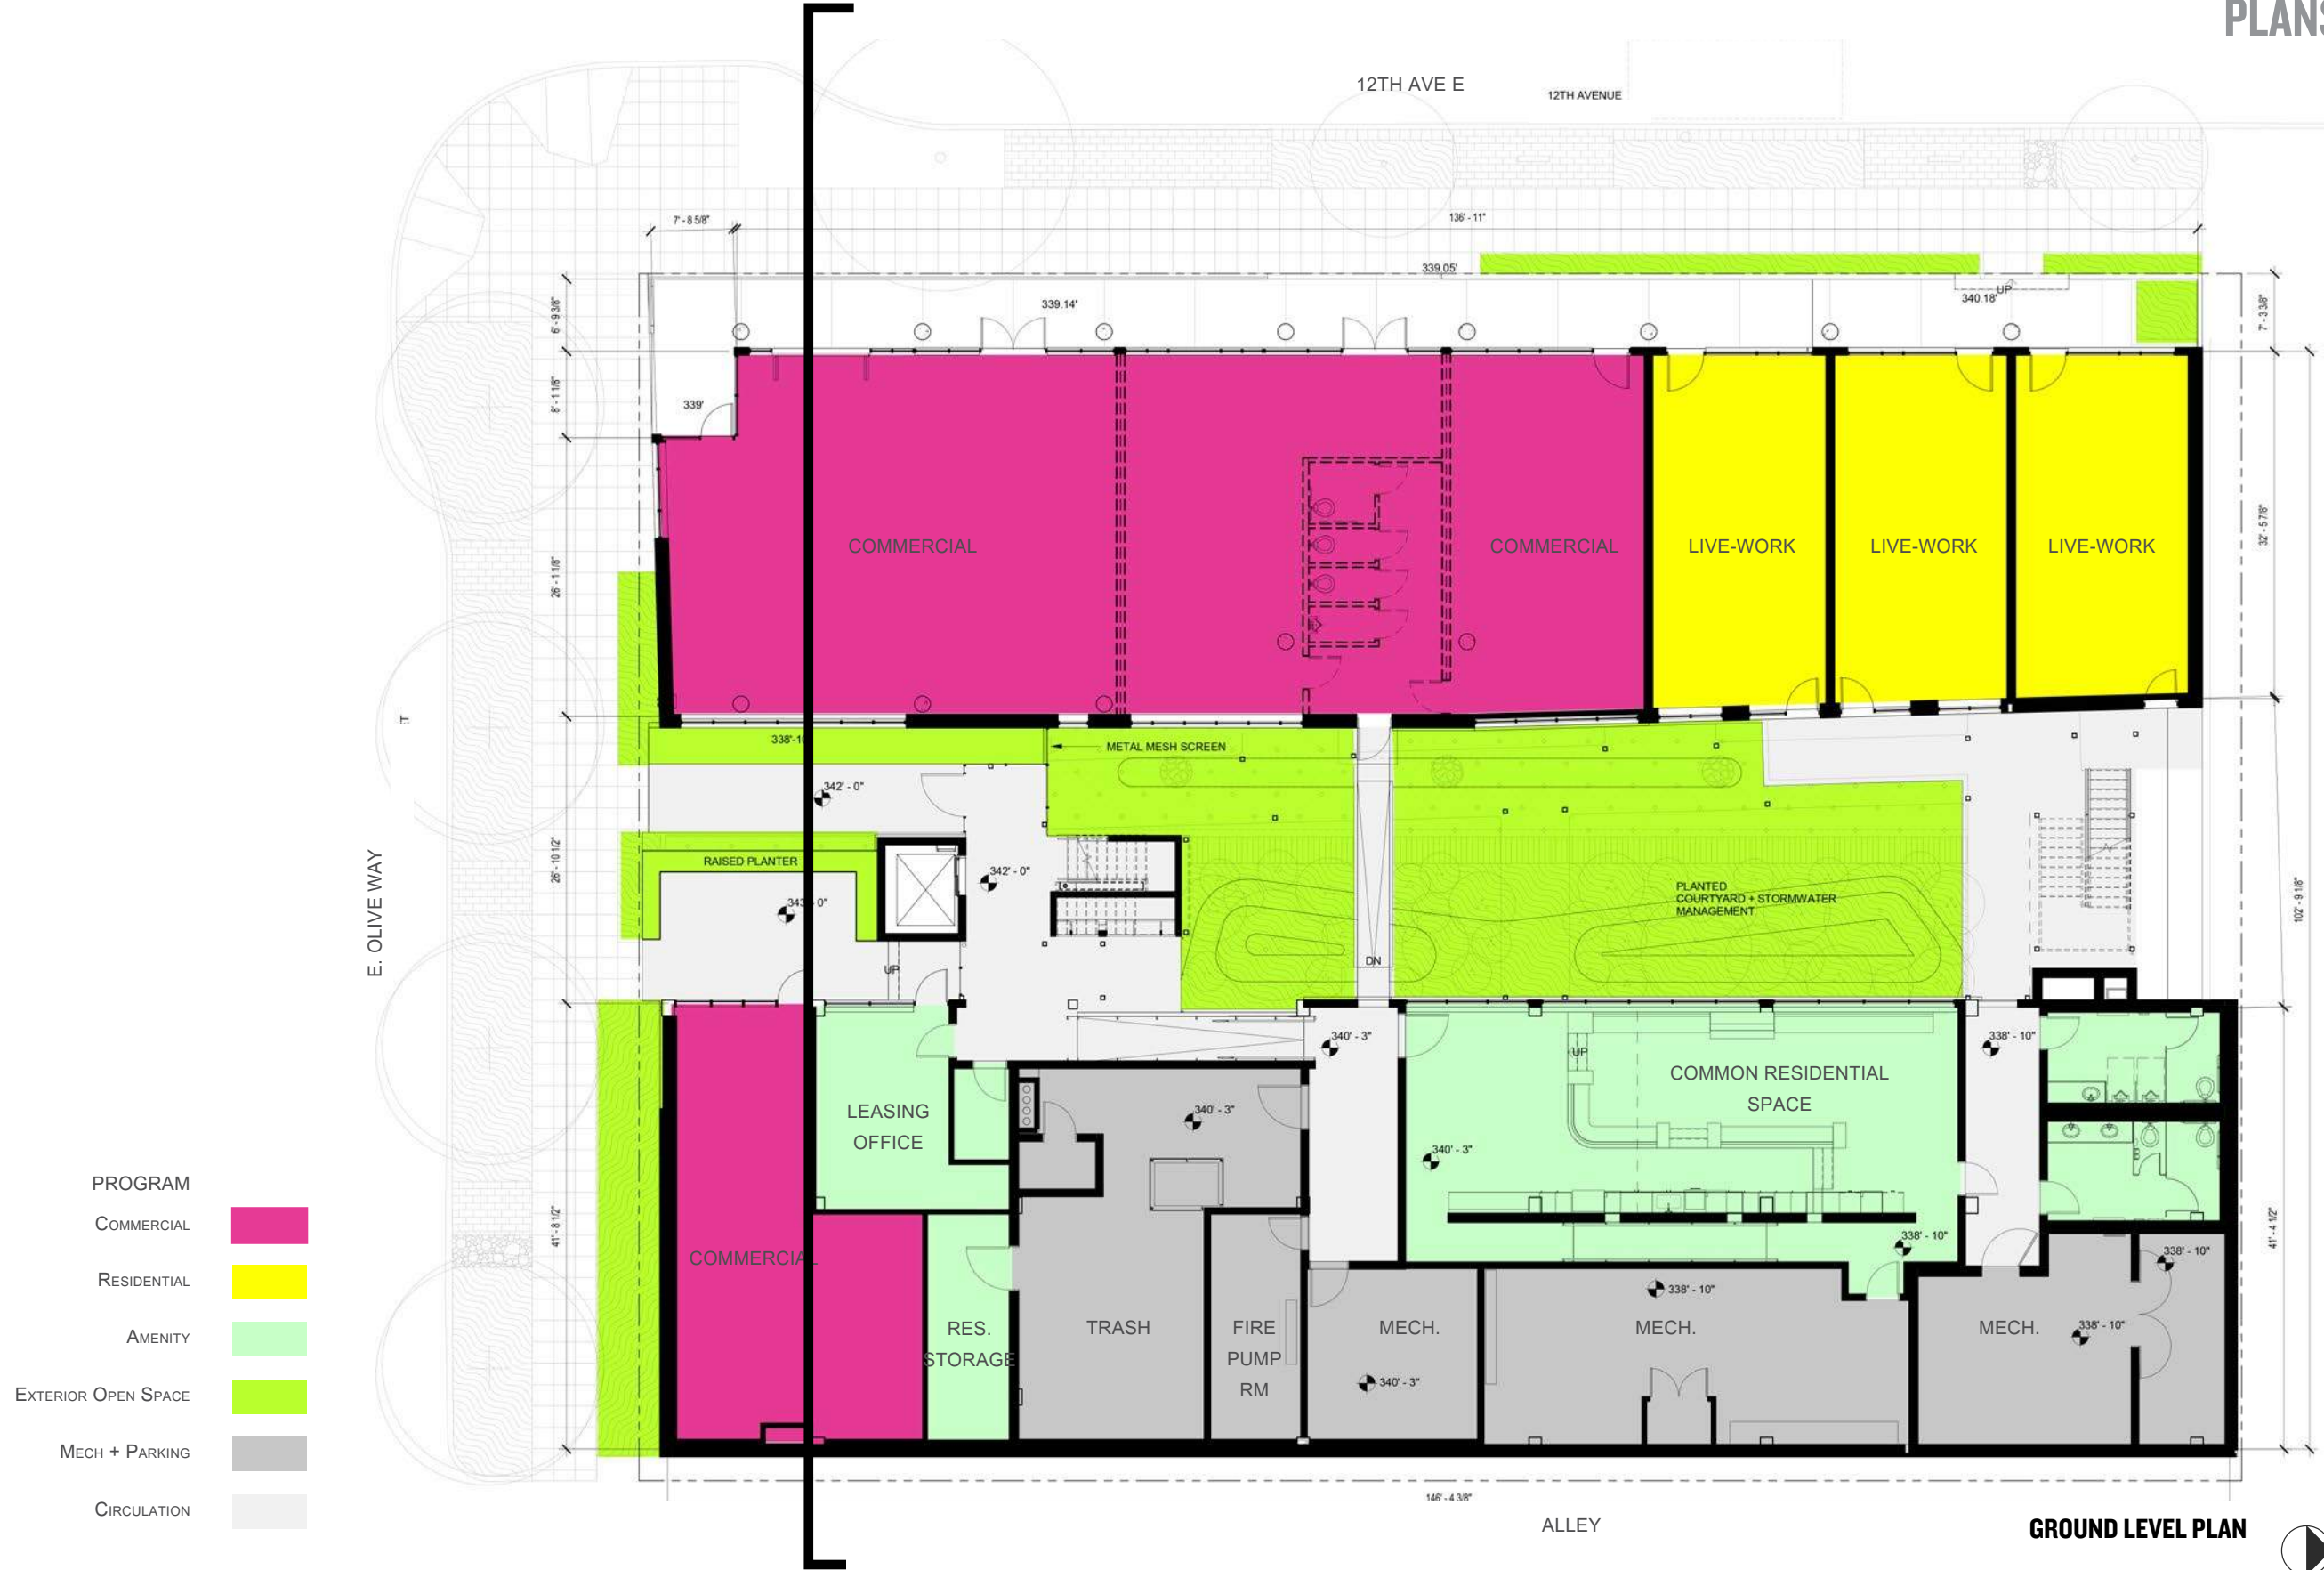 PLANS
12TH AVE E
12TH AVENUE
7' - 8 5/8"
136' - 11"
339.05'
339.14'
UP
340.18'
6' - 9 3/8"
7' - 3 3/8"
8' - 1 1/8"
339'
COMMERCIAL
COMMERCIAL
LIVE-WORK
LIVE-WORK
LIVE-WORK
26' - 1 1/8"
32' - 5 7/8"
338'-10
METAL MESH SCREEN
342' - 0"
RAISED PLANTER
342' - 0"
343' - 0"
26' - 10 1/2"
E. OLIVE WAY
PLANTED
COURTYARD + STORMWATER
MANAGEMENT
102' - 9 1/8"
UP
DN
340' - 3"
338' - 10"
UP
COMMON RESIDENTIAL
SPACE
LEASING
OFFICE
340' - 3"
340' - 3"
41' - 8 1/2"
41' - 4 1/2"
338' - 10"
338' - 10"
COMMERCIAL
338' - 10"
RES.
STORAGE
TRASH
FIRE
PUMP
RM
MECH.
MECH.
MECH.
338' - 10"
340' - 3"
146' - 4 3/8"
ALLEY
GROUND LEVEL PLAN
PROGRAM
COMMERCIAL
RESIDENTIAL
AMENITY
EXTERIOR OPEN SPACE
MECH + PARKING
CIRCULATION